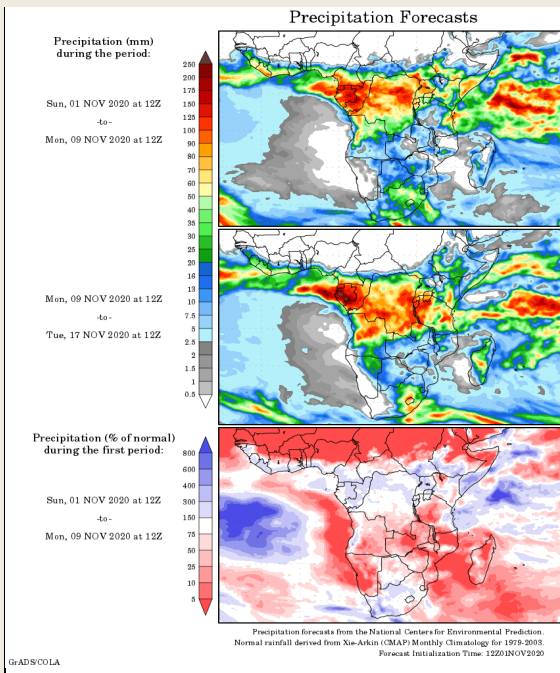 Precipitation Forecasts
Precipitation (mm)
during the period:
Sun, 01 NOV 2020 at 12Z
-to-
Mon, 09 NOV 2020 at 12Z
250
200
175
150
125
100
90
80
70
60
50
40
35
30
25
20
16
13
10
7.5
5
2.5
2
1.5
1
0.5
Mon, 09 NOV 2020 at 12Z
-to-
Tue, 17 NOV 2020 at 12Z
Precipitation (% of normal)
during the first period:
Sun, 01 NOV 2020 at 12Z
-to-
Mon, 09 NOV 2020 at 12Z
800
600
400
300
150
75
50
25
10
5
Precipitation forecasts from the National Centers for Environmental Prediction.
Normal rainfall derived from Xie-Arkin (CMAP) Monthly Climatology for 1979-2003.
Forecast Initialization Time: 12Z01NOV2020
GrADS/COLA